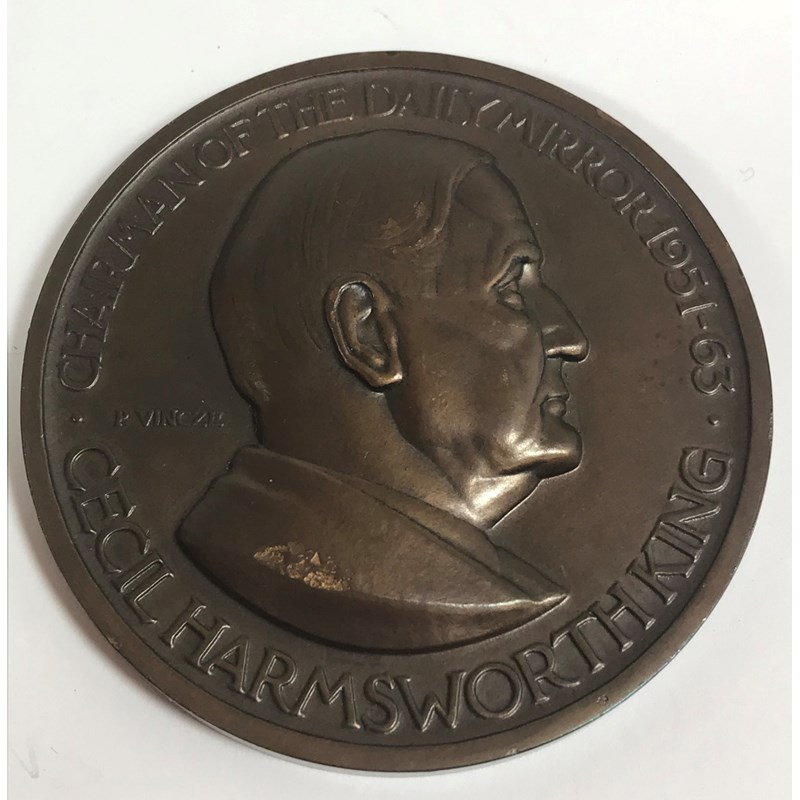 · CHAIRMAN OF THE DAILY MIRROR 1951-63 ·
P. VINCZE
CECIL HARMSWORTH KING